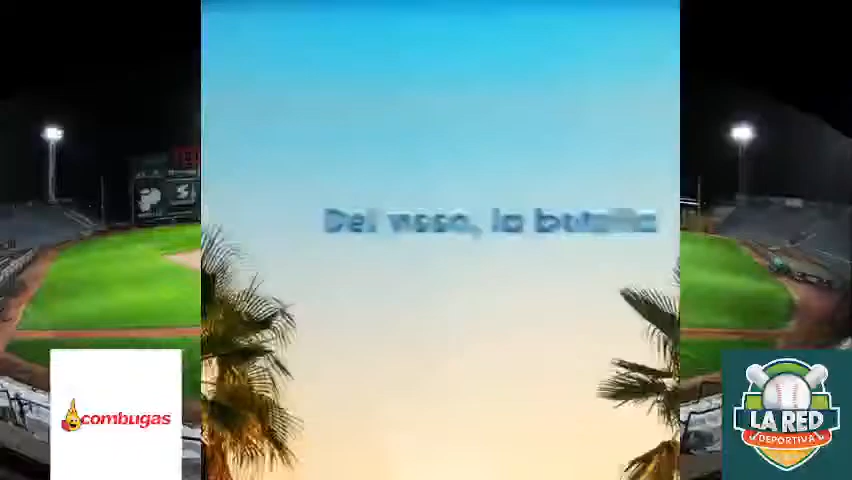 Del vaso, la botella
combugas
LA RED
DEPORTIVA